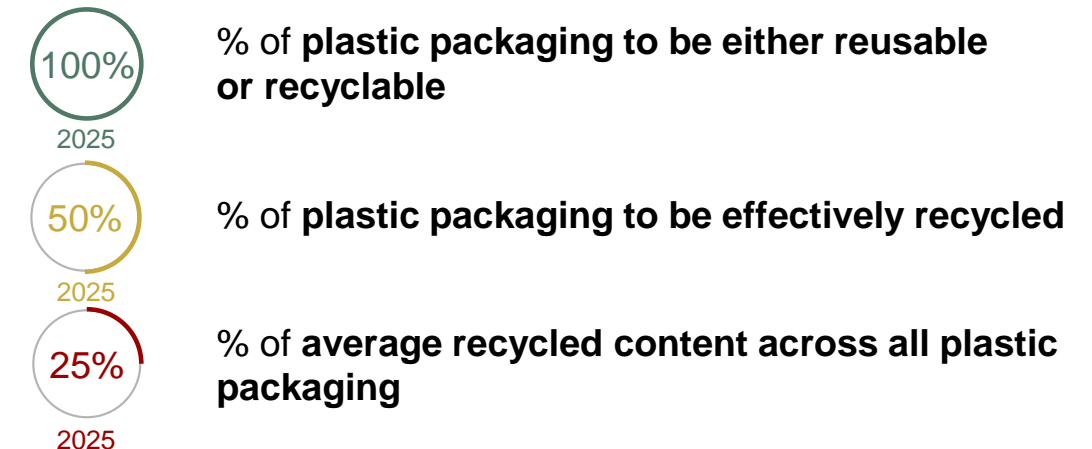 100%
2025
% of plastic packaging to be either reusable
or recyclable
50%
2025
% of plastic packaging to be effectively recycled
25%
2025
% of average recycled content across all plastic
packaging